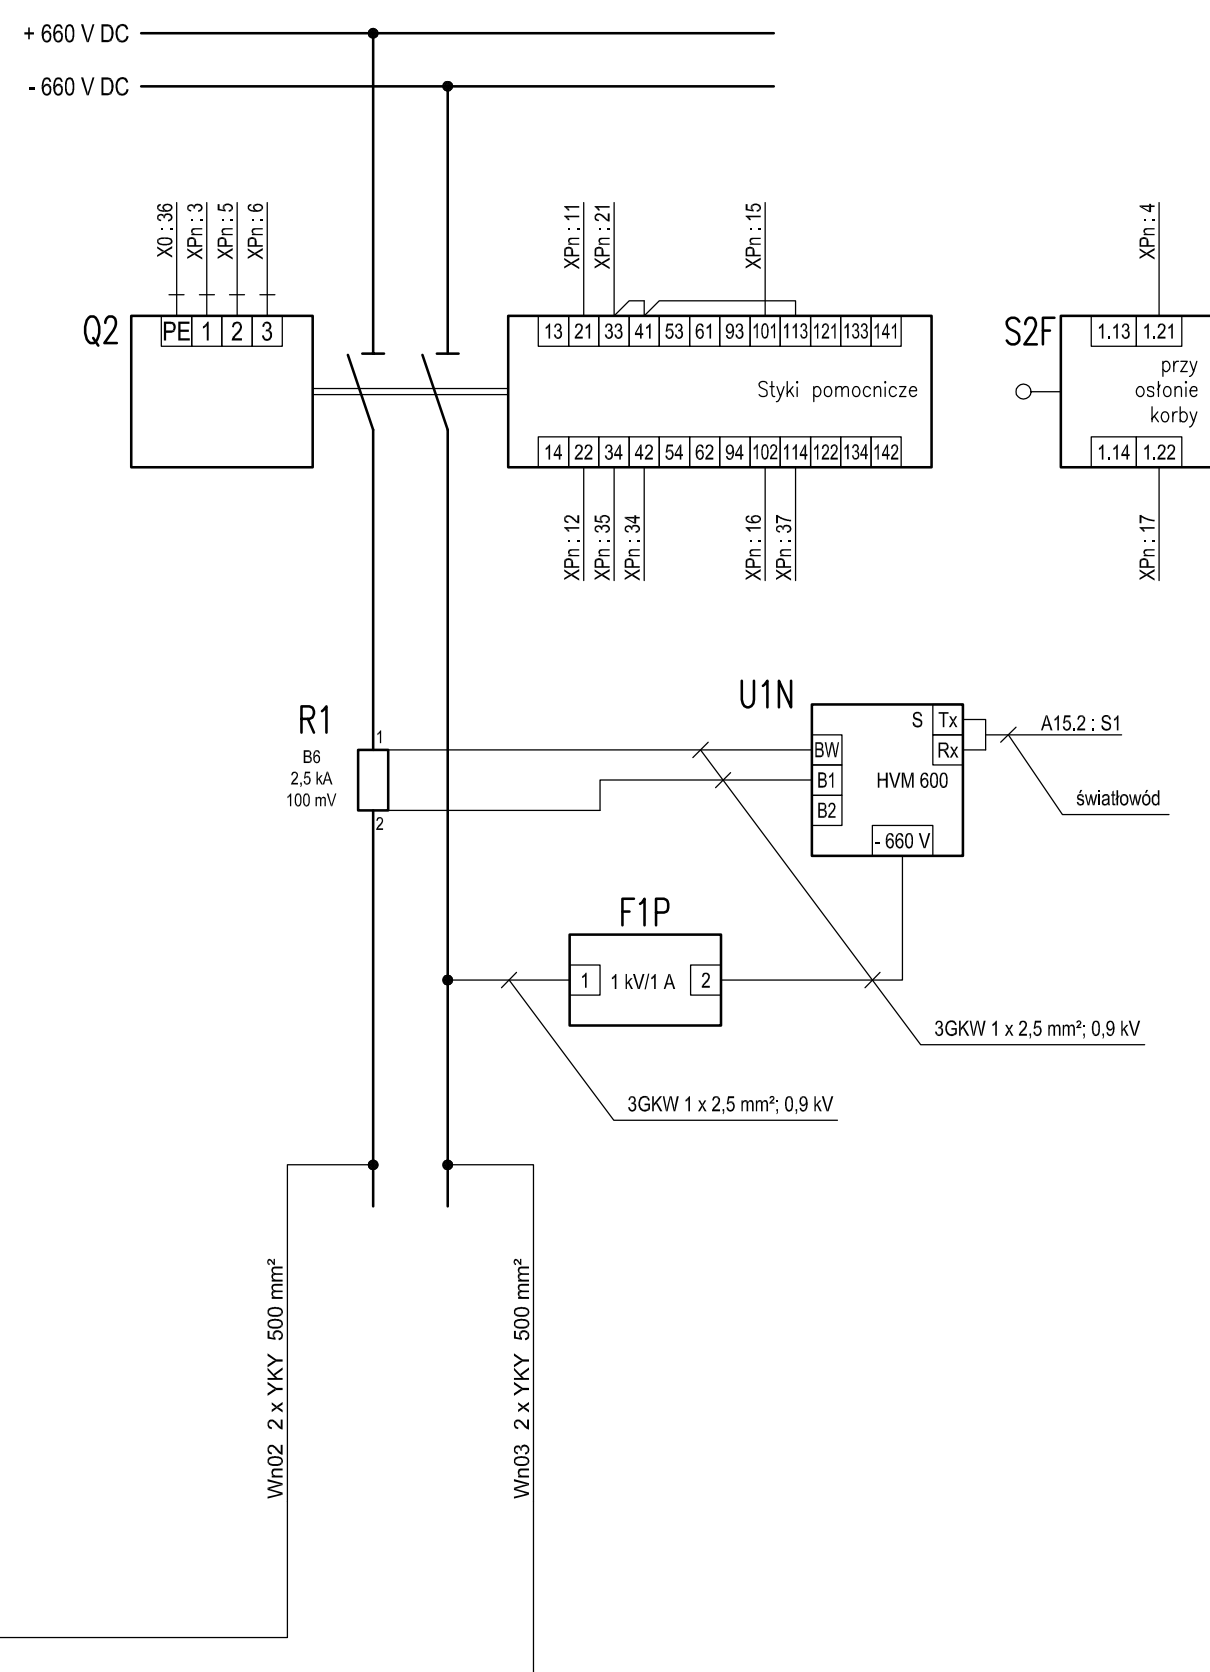 + 660 V DC
- 660 V DC
X0 : 36
XPn : 3
XPn : 5
XPn : 6
XPn : 11
XPn : 21
XPn : 15
XPn : 4
Q2
PE 1 2 3
13 21 33 41 53 61 93 101 113 121 133 141
Styki pomocnicze
14 22 34 42 54 62 94 102 114 122 134 142
S2F
1.13 1.21
przy
osłonie
korby
1.14 1.22
XPn : 12
XPn : 35
XPn : 34
XPn : 16
XPn : 37
XPn : 17
R1
B6
2,5 kA
100 mV
1
2
U1N
S Tx
Rx
BW
B1
B2
HVM 600
- 660 V
A15.2 : S1
światłowód
F1P
1 1 kV/1 A 2
3GKW 1 x 2,5 mm²; 0,9 kV
3GKW 1 x 2,5 mm²; 0,9 kV
Wn02 2 x YKY 500 mm²
Wn03 2 x YKY 500 mm²